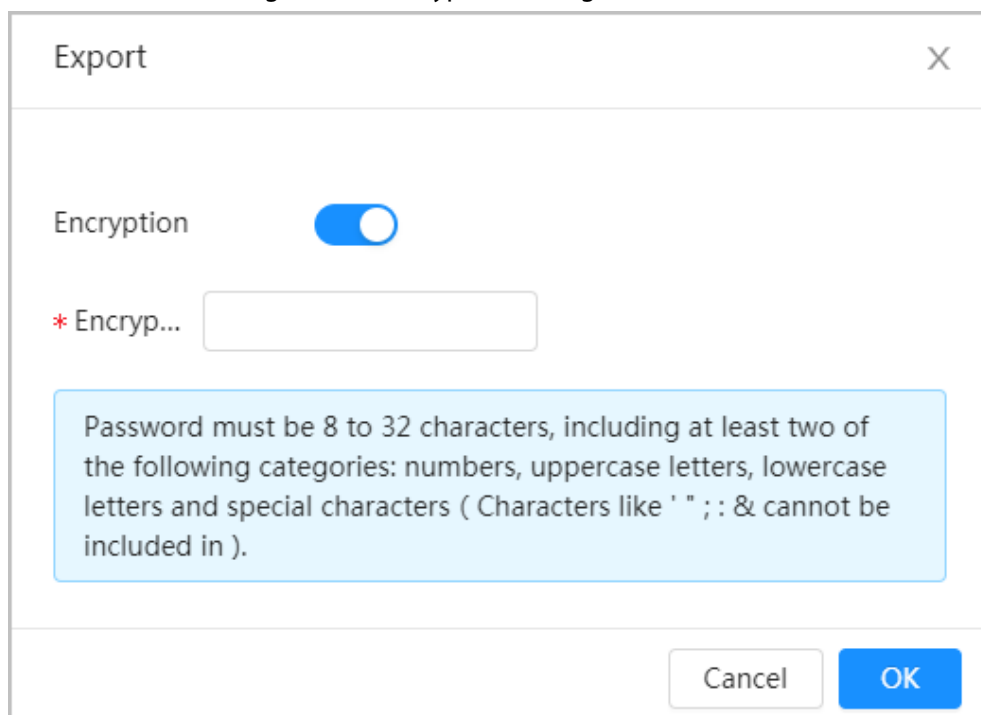 Export
X
Encryption
* Encryp...
Password must be 8 to 32 characters, including at least two of
the following categories: numbers, uppercase letters, lowercase
letters and special characters ( Characters like ' " ; : & cannot be
included in ).
Cancel
OK